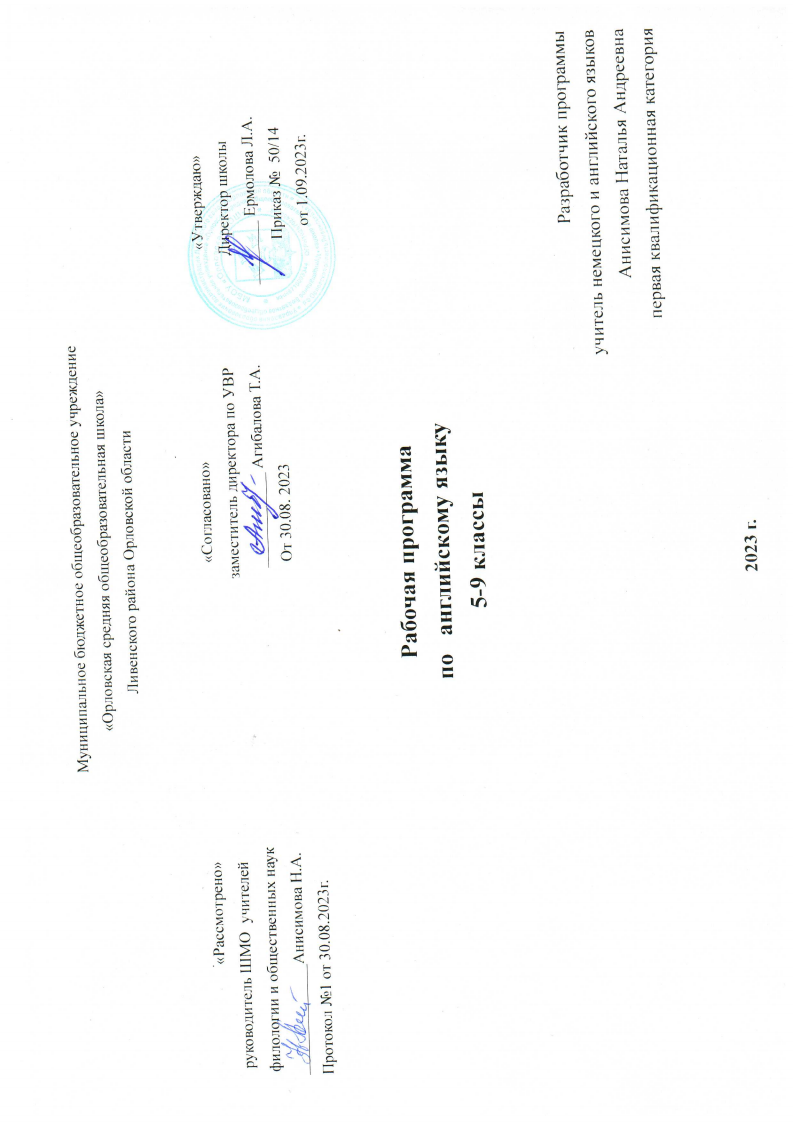 Муниципальное бюджетное общеобразовательное учреждение
«Орловская средняя общеобразовательная школа»
Ливенского района Орловской области
«Рассмотрено»
руководитель ШМО учителей
филологии и общественных наук
Анисимова Н.А.
Протокол №1 от 30.08.2023г.
«Согласовано»
заместитель директора по УВР
Агибалова Т.А.
От 30.08. 2023
«Утверждаю»
Директор школы
Ермолова Л.А.
Приказ № 50/14
от 1.09.2023г.
Рабочая программа
по английскому языку
5-9 классы
Разработчик программы
учитель немецкого и английского языков
Анисимова Наталья Андреевна
первая квалификационная категория
2023 г.